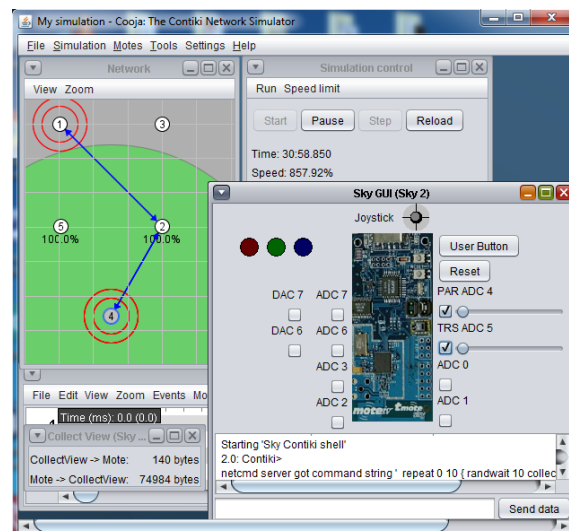 My simulation - Cooja: The Contiki Network Simulator
File Simulation Motes Tools Settings Help
Network
View Zoom
1
3
5
100.0%
2
100.0%
4
Simulation control
Run Speed limit
Start Pause Step Reload
Time: 30:58.850
Speed: 857.92%
Sky GUI (Sky 2)
Joystick
User Button
Reset
DAC 7 ADC 7
PAR ADC 4
DAC 6 ADC 6
TRS ADC 5
ADC 3
ADC 0
ADC 2
ADC 1
moteiv tmote
Starting 'Sky Contiki shell'
2.0: Contiki>
netcmd server got command string ' repeat 0 10 { randwait 10 collec
Send data
File Edit View Zoom Events Mo
Time (ms): 0.0 (0.0)
Collect View (Sky ...
CollectView -> Mote: 140 bytes
Mote -> CollectView: 74984 bytes